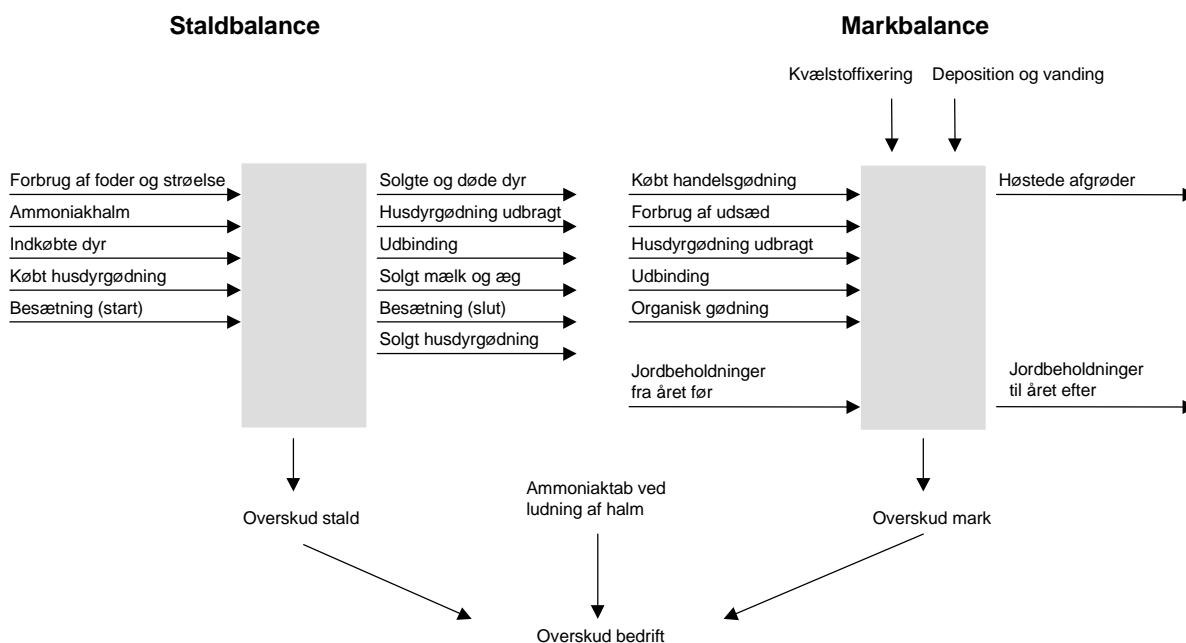 Staldbalance
Forbrug af foder og strøelse
Ammoniakhalm
Indkøbte dyr
Købt husdyrgødning
Besætning (start)
Solgte og døde dyr
Husdyrgødning udbragt
Udbinding
Solgt mælk og æg
Besætning (slut)
Solgt husdyrgødning
Overskud stald
Markbalance
Kvælstoffixering
Deposition og vanding
Købt handelsgødning
Forbrug af udsæd
Husdyrgødning udbragt
Udbinding
Organisk gødning
Jordbeholdninger
fra året før
Høstede afgrøder
Jordbeholdninger
til året efter
Overskud mark
Ammoniaktab ved
ludning af halm
Overskud bedrift